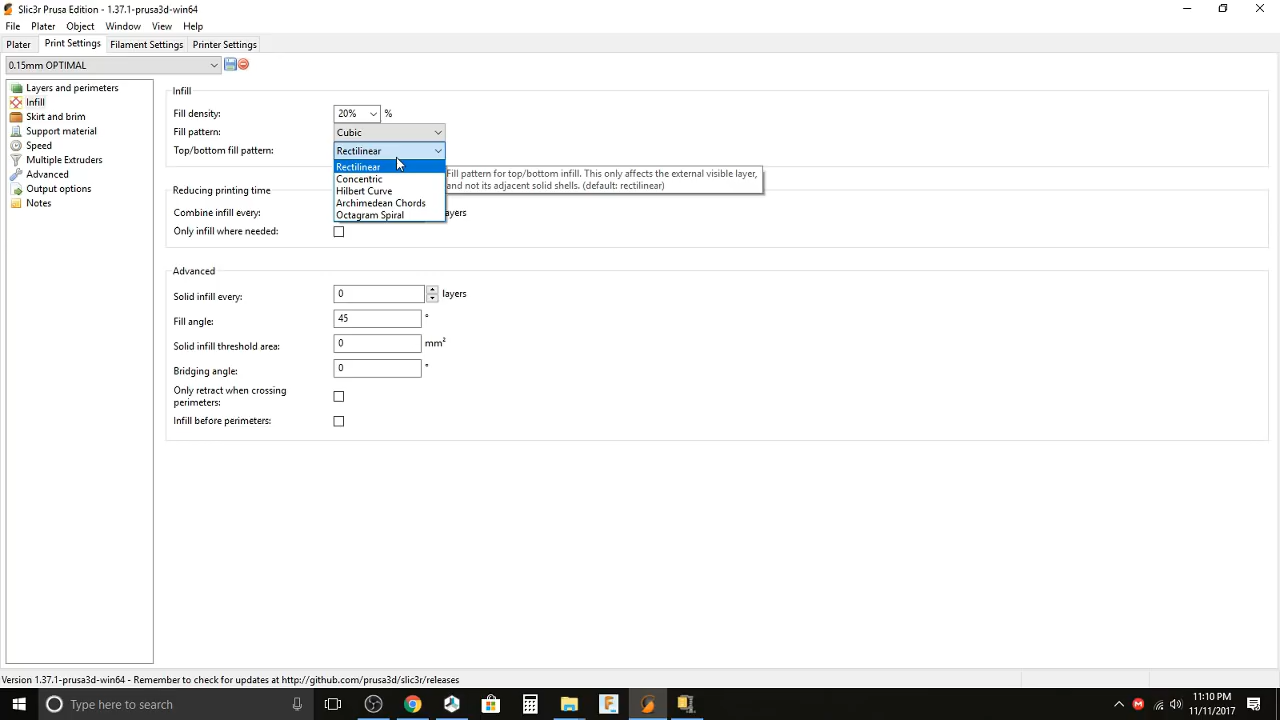 Slic3r Prusa Edition - 1.37.1-prusa3d-win64
File Plater Object Window View Help
Plater Print Settings Filament Settings Printer Settings
0.15mm OPTIMAL
Layers and perimeters
Infill
Skirt and brim
Support material
Speed
Multiple Extruders
Advanced
Output options
Notes
Infill
Fill density: 20% %
Fill pattern: Cubic
Top/bottom fill pattern: Rectilinear
Rectilinear
Concentric
Hilbert Curve
Archimedean Chords
Octagram Spiral
Fill pattern for top/bottom infill. This only affects the external visible layer,
and not its adjacent solid shells. (default: rectilinear)
Reducing printing time
Combine infill every: ayers
Only infill where needed:
Advanced
Solid infill every: 0 layers
Fill angle: 45 °
Solid infill threshold area: 0 mm²
Bridging angle: 0 °
Only retract when crossing
perimeters:
Infill before perimeters:
Version 1.37.1-prusa3d-win64 - Remember to check for updates at http://github.com/prusa3d/slic3r/releases
Type here to search
11:10 PM
11/11/2017